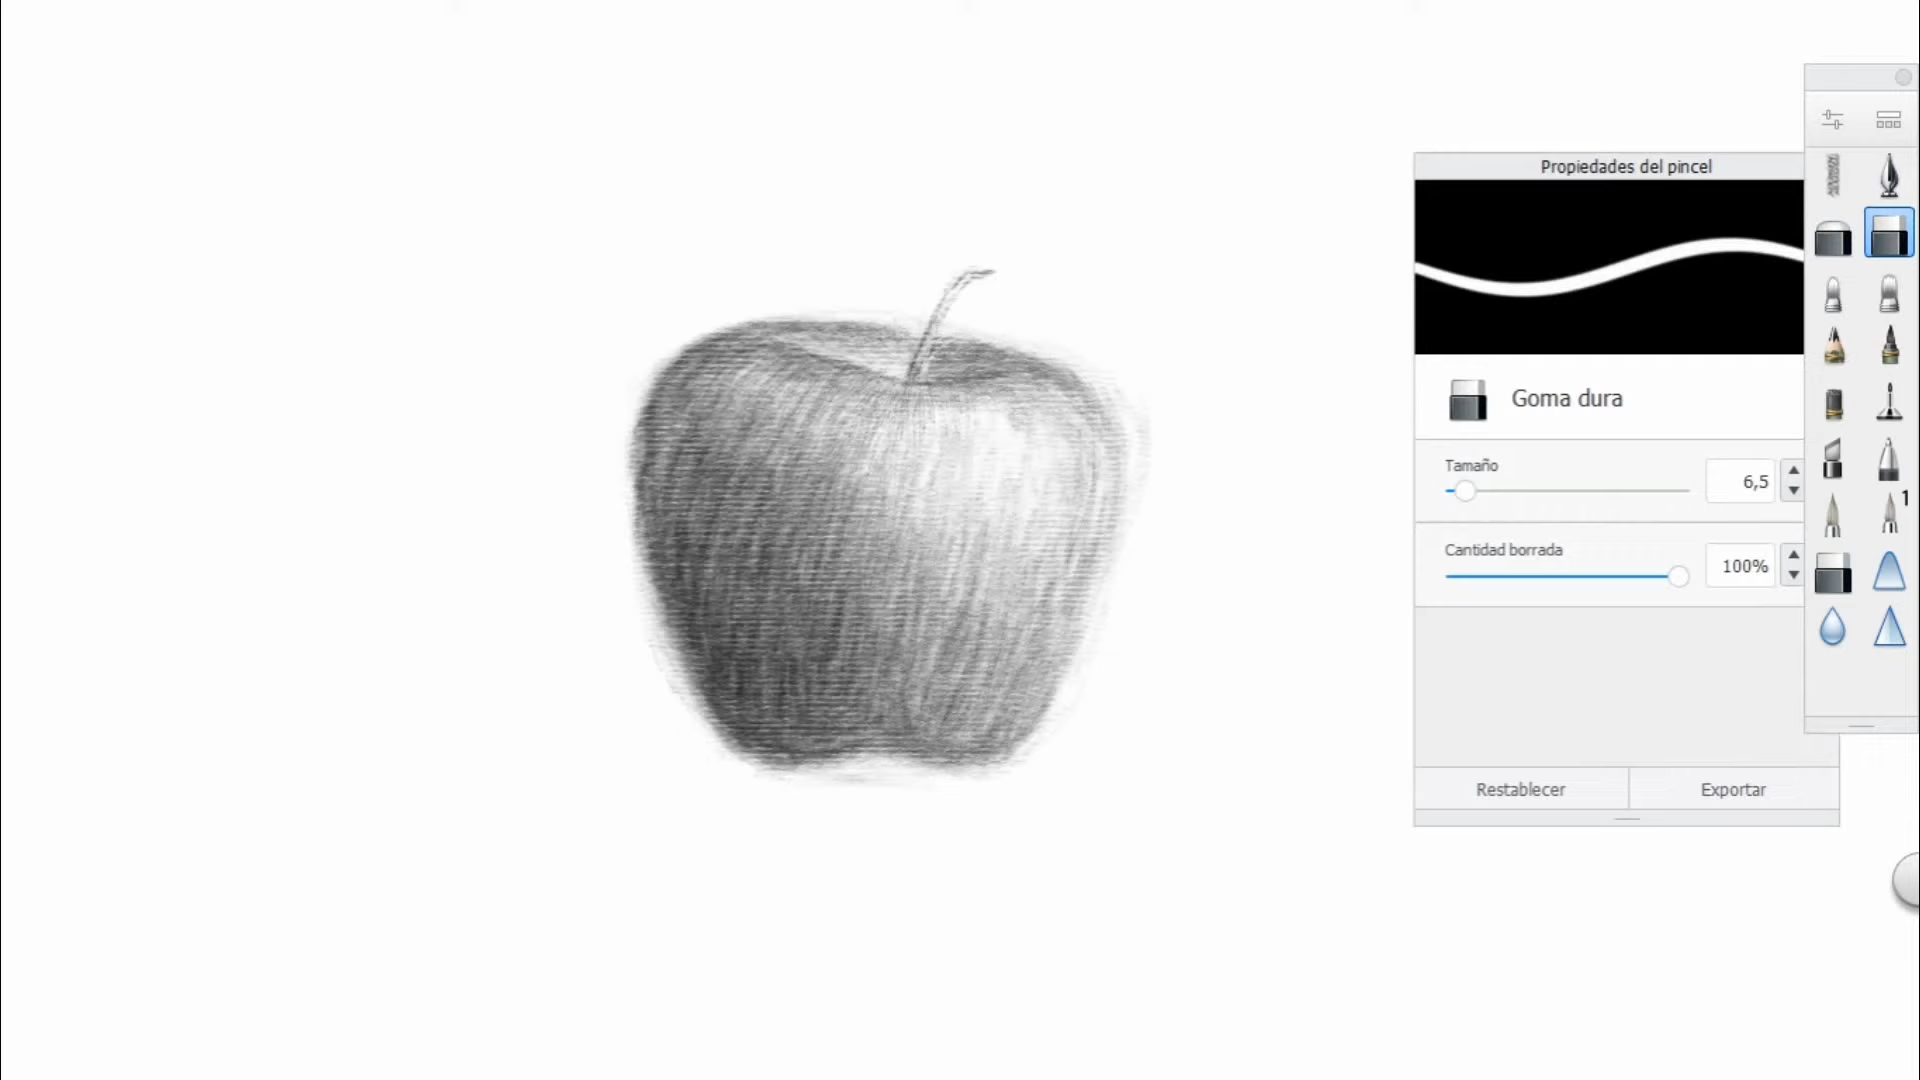 Propiedades del pincel
Goma dura
Tamaño
6,5
Cantidad borrada
100%
Restablecer
Exportar
1